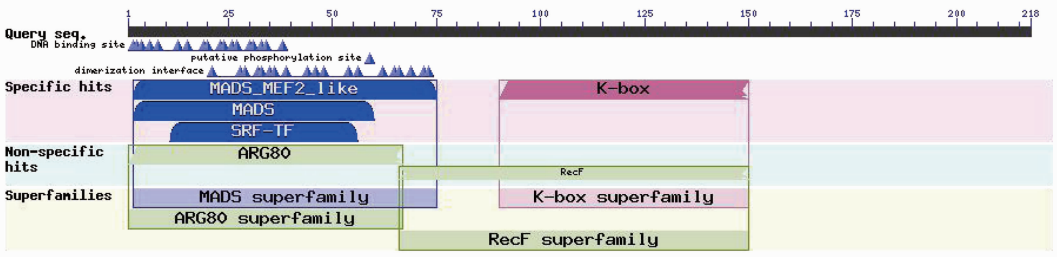 1 25 50 75 100 125 150 175 200 218
Query seq.
DNA binding site
putative phosphorylation site
dimerization interface
Specific hits MADS_MEF2_like K-box
MADS
SRF-TF
Non-specific hits ARG80
RecF
Superfamilies MADS superfamily K-box superfamily
ARG80 superfamily
RecF superfamily